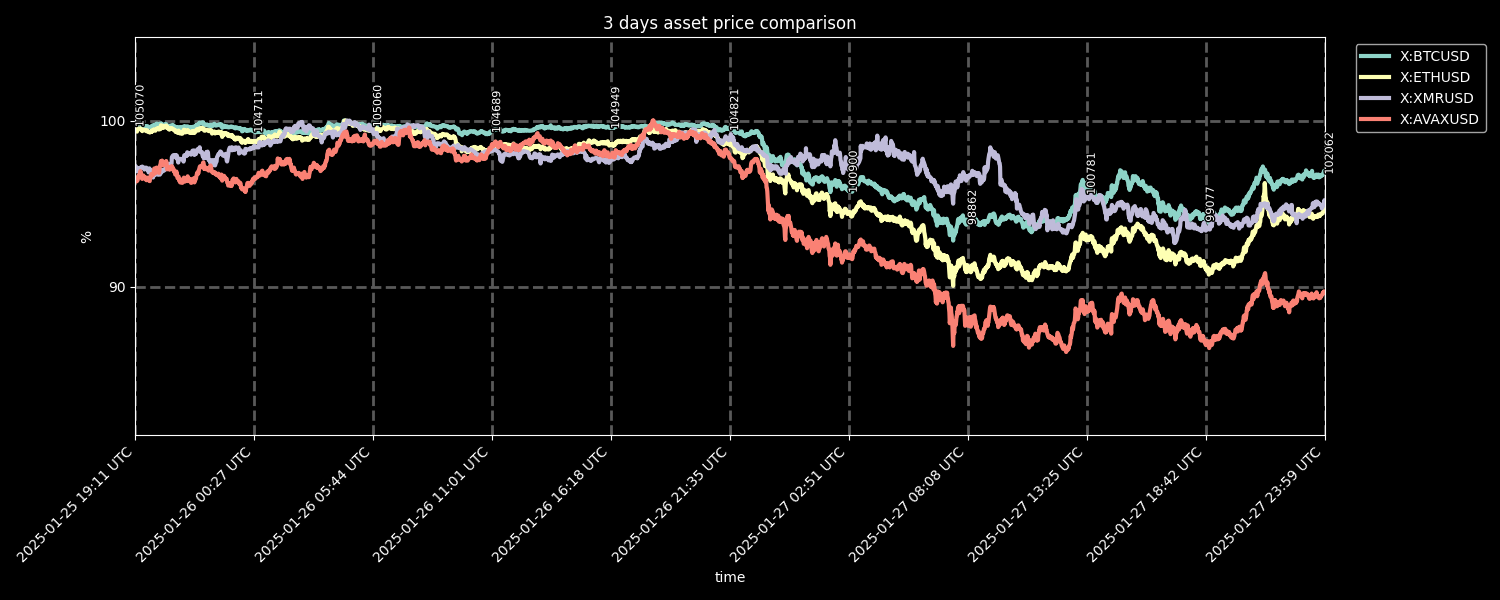 3 days asset price comparison
X:BTCUSD
X:ETHUSD
X:XMRUSD
X:AVAXUSD
100
90
%
105070
104711
105060
104689
104949
104821
100900
98862
100781
99077
102062
2025-01-25 19:11 UTC
2025-01-26 00:27 UTC
2025-01-26 05:44 UTC
2025-01-26 11:01 UTC
2025-01-26 16:18 UTC
2025-01-26 21:35 UTC
2025-01-27 02:51 UTC
2025-01-27 08:08 UTC
2025-01-27 13:25 UTC
2025-01-27 18:42 UTC
2025-01-27 23:59 UTC
time